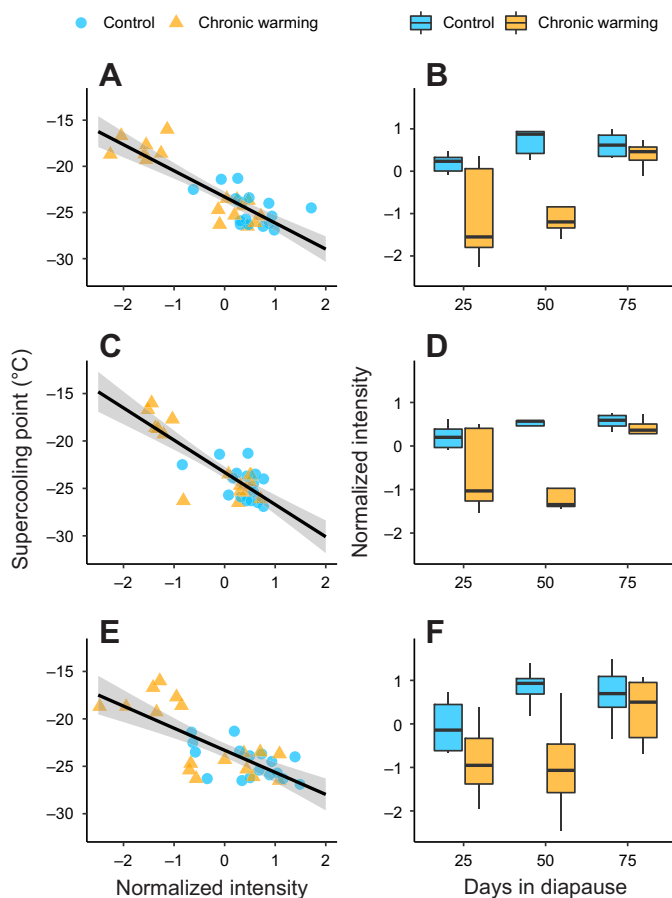 Control Chronic warming Control Chronic warming
A B
–15
–20
–25
–30
–2 –1 0 1 2
1
0
–1
–2
25 50 75
C D
Supercooling point (°C)
–15
–20
–25
–30
–2 –1 0 1 2
Normalized intensity
1
0
–1
–2
25 50 75
E F
–15
–20
–25
–30
–2 –1 0 1 2
Normalized intensity
1
0
–1
–2
25 50 75
Days in diapause